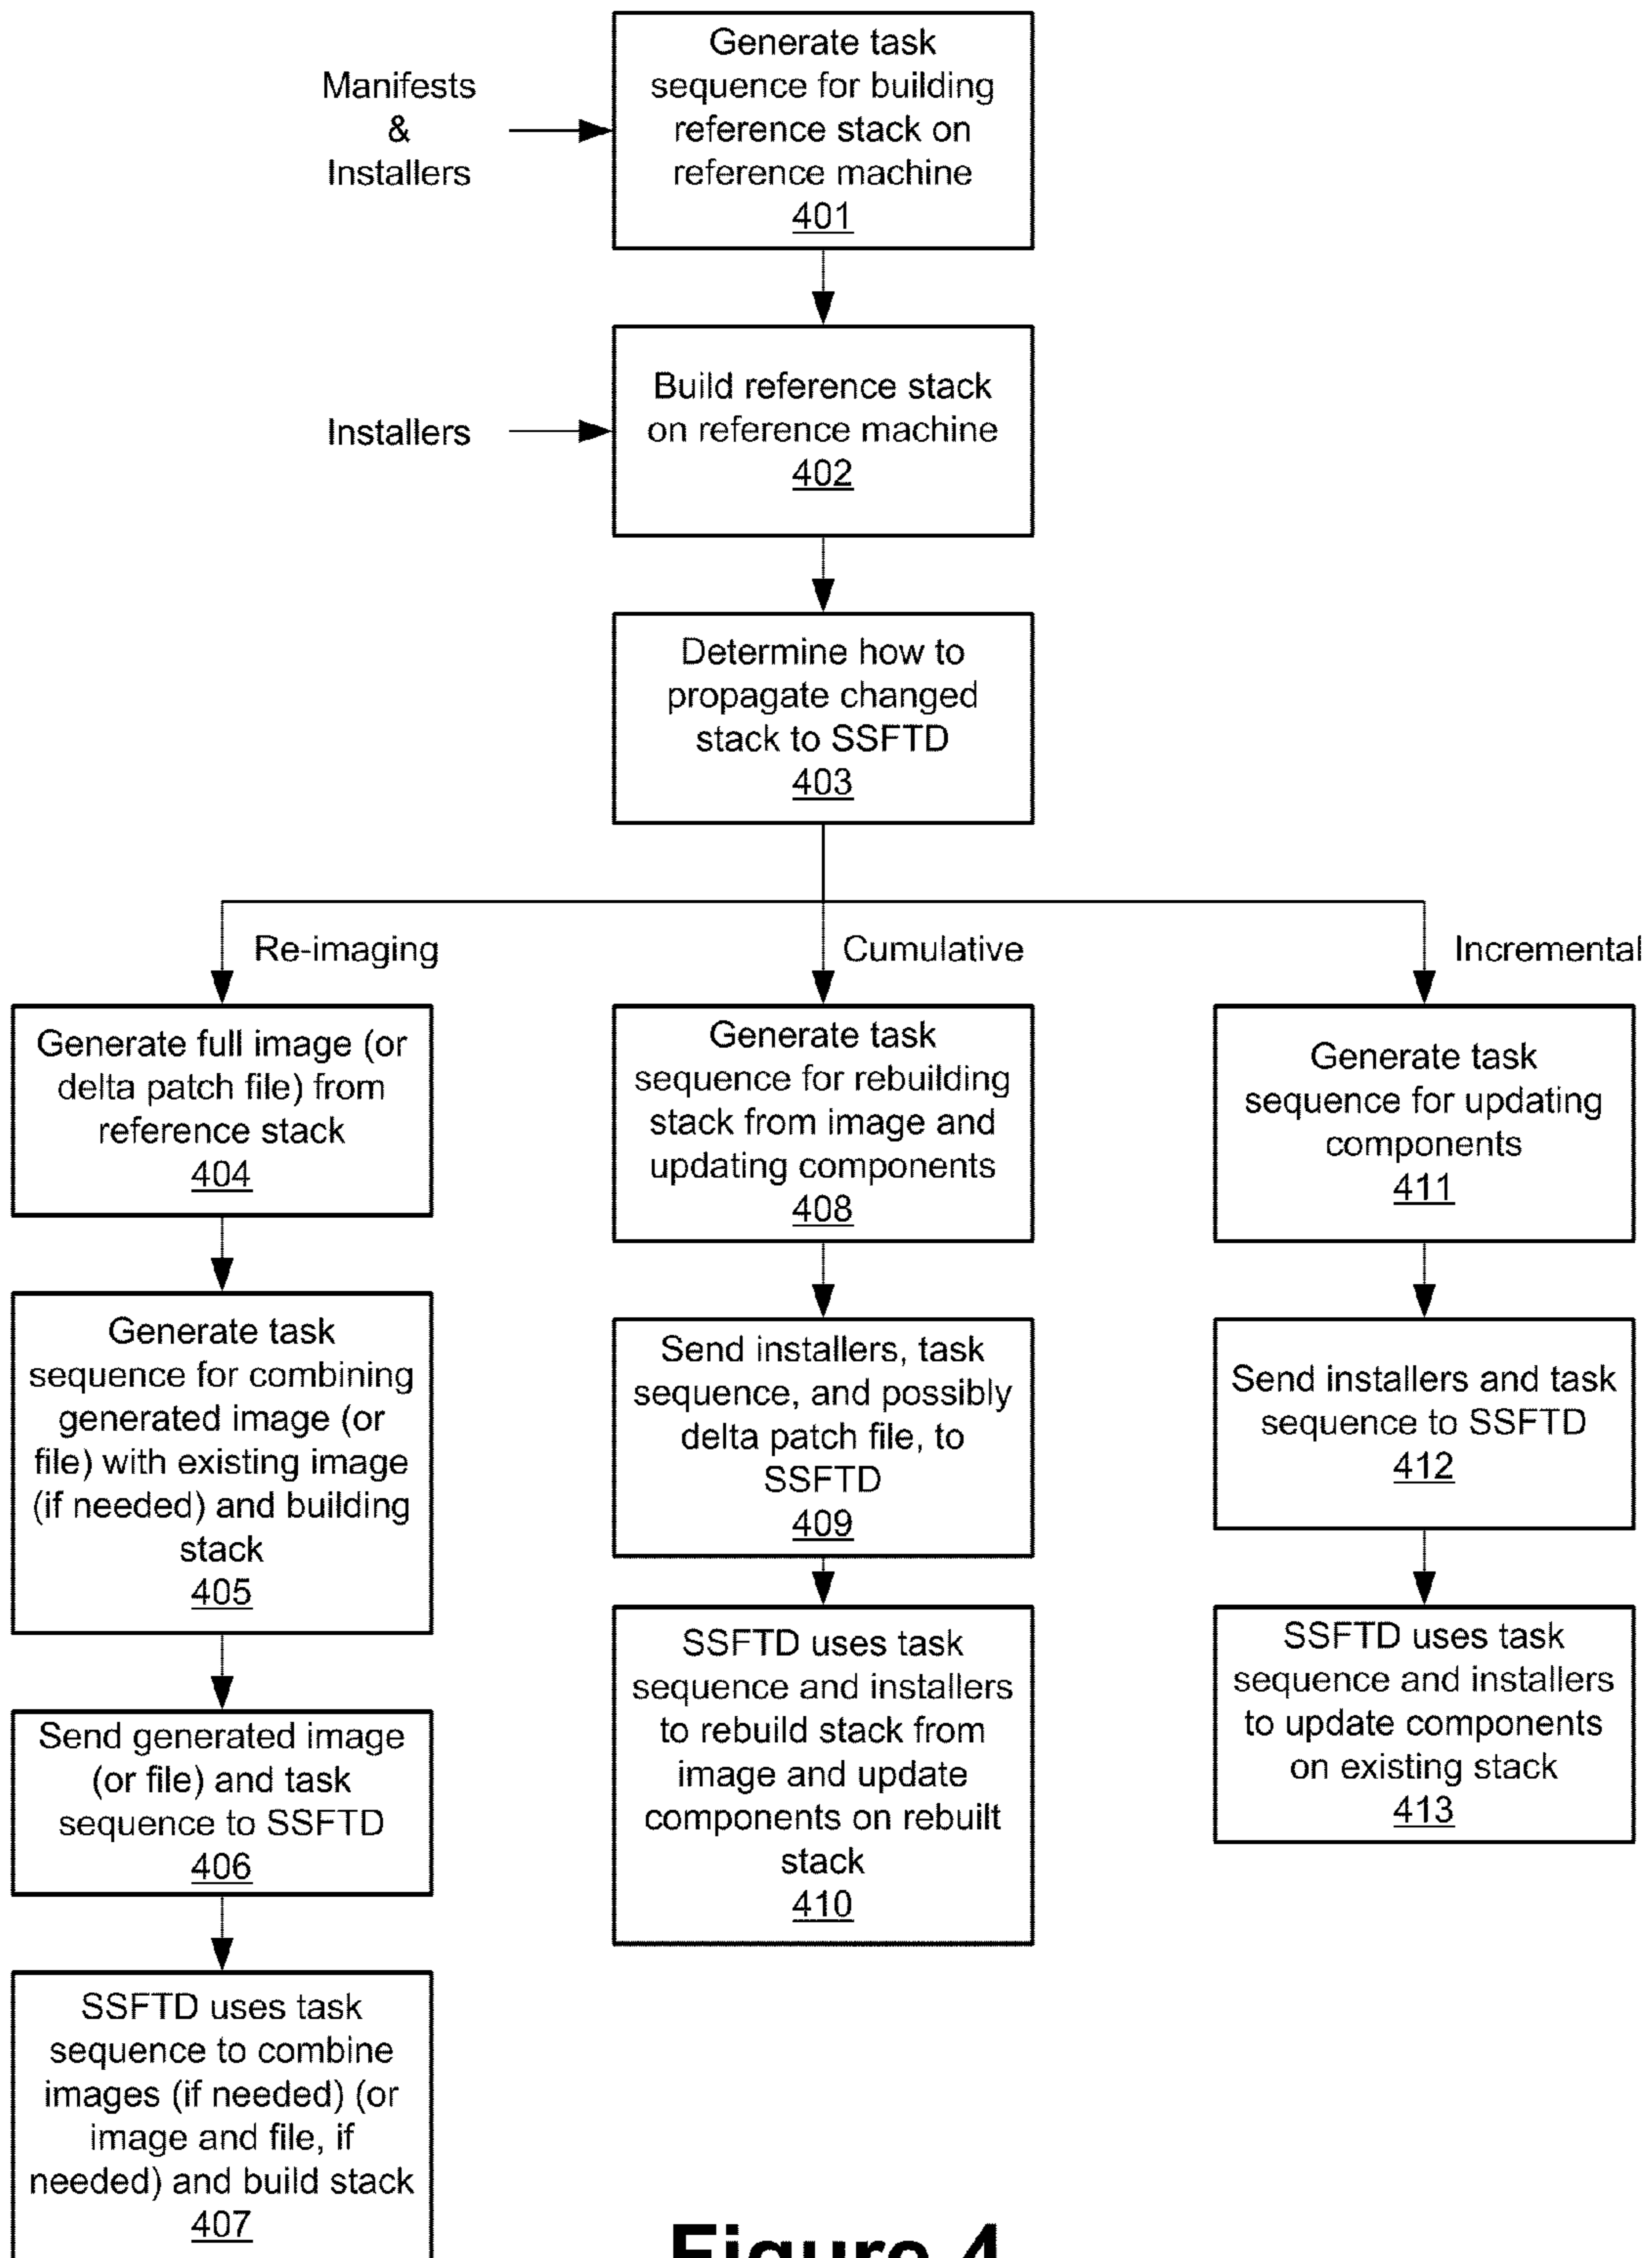 Manifests
&
Installers
Generate task
sequence for building
reference stack on
reference machine
401
Installers
Build reference stack
on reference machine
402
Determine how to
propagate changed
stack to SSFTD
403
Re-imaging
Cumulative
Incremental
Generate full image (or
delta patch file) from
reference stack
404
Generate task
sequence for combining
generated image (or
file) with existing image
(if needed) and building
stack
405
Send generated image
(or file) and task
sequence to SSFTD
406
SSFTD uses task
sequence to combine
images (if needed) (or
image and file, if
needed) and build stack
407
Generate task
sequence for rebuilding
stack from image and
updating components
408
Send installers, task
sequence, and possibly
delta patch file, to
SSFTD
409
SSFTD uses task
sequence and installers
to rebuild stack from
image and update
components on rebuilt
stack
410
Generate task
sequence for updating
components
411
Send installers and task
sequence to SSFTD
412
SSFTD uses task
sequence and installers
to update components
on existing stack
413
Figure 4